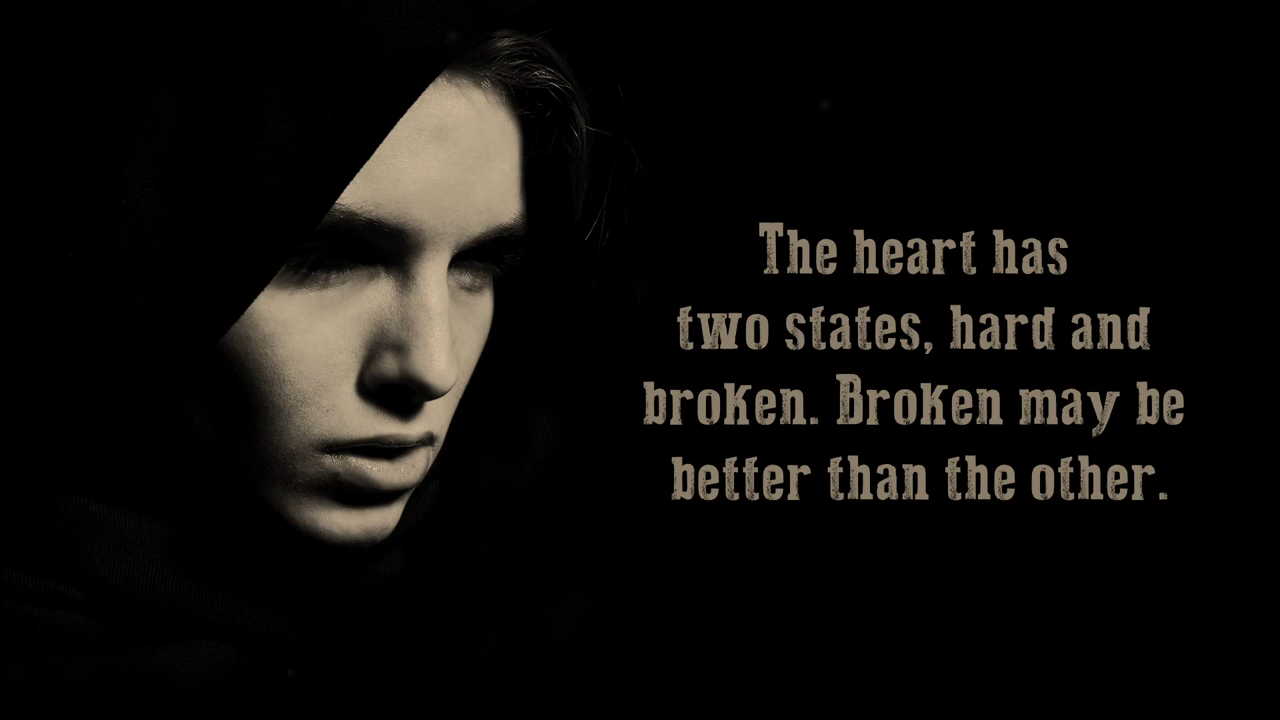 The heart has
two states, hard and
broken. Broken may be
better than the other.